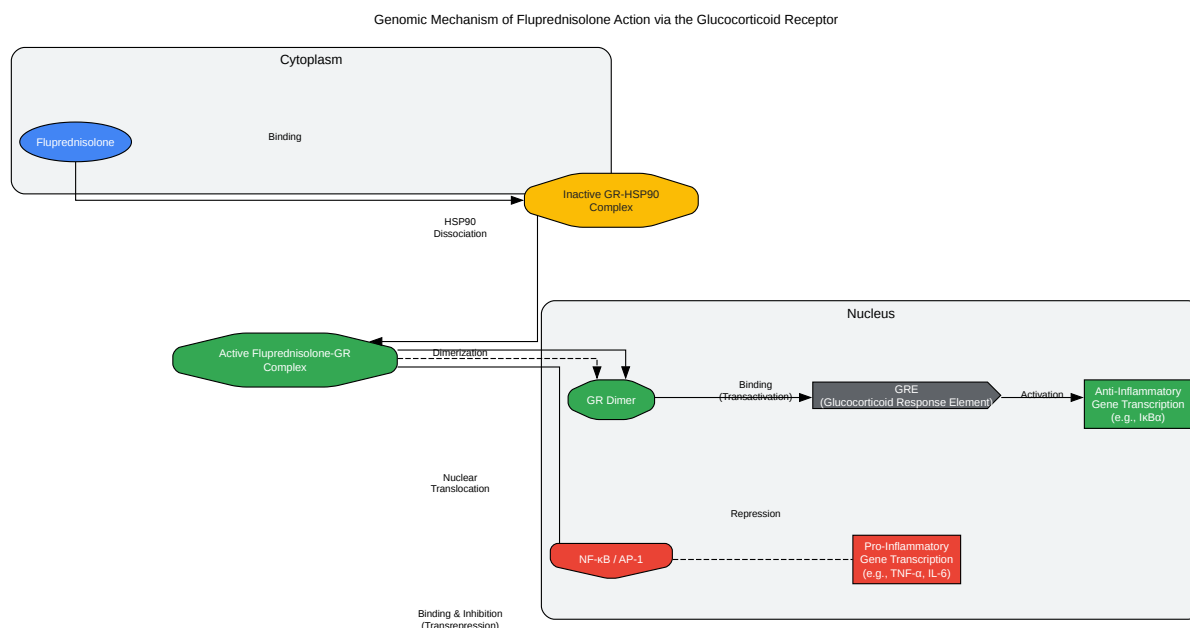 Genomic Mechanism of Fluprednisolone Action via the Glucocorticoid Receptor
Cytoplasm
Fluprednisolone
Binding
Inactive GR-HSP90
Complex
HSP90
Dissociation
Nucleus
Active Fluprednisolone-GR
Complex
Dimerization
GR Dimer
Binding
(Transactivation)
GRE
(Glucocorticoid Response Element)
Activation
Anti-Inflammatory
Gene Transcription
(e.g., IκBα)
Nuclear
Translocation
Repression
NF-κB / AP-1
Pro-Inflammatory
Gene Transcription
(e.g., TNF-α, IL-6)
Binding & Inhibition
(Transrepression)